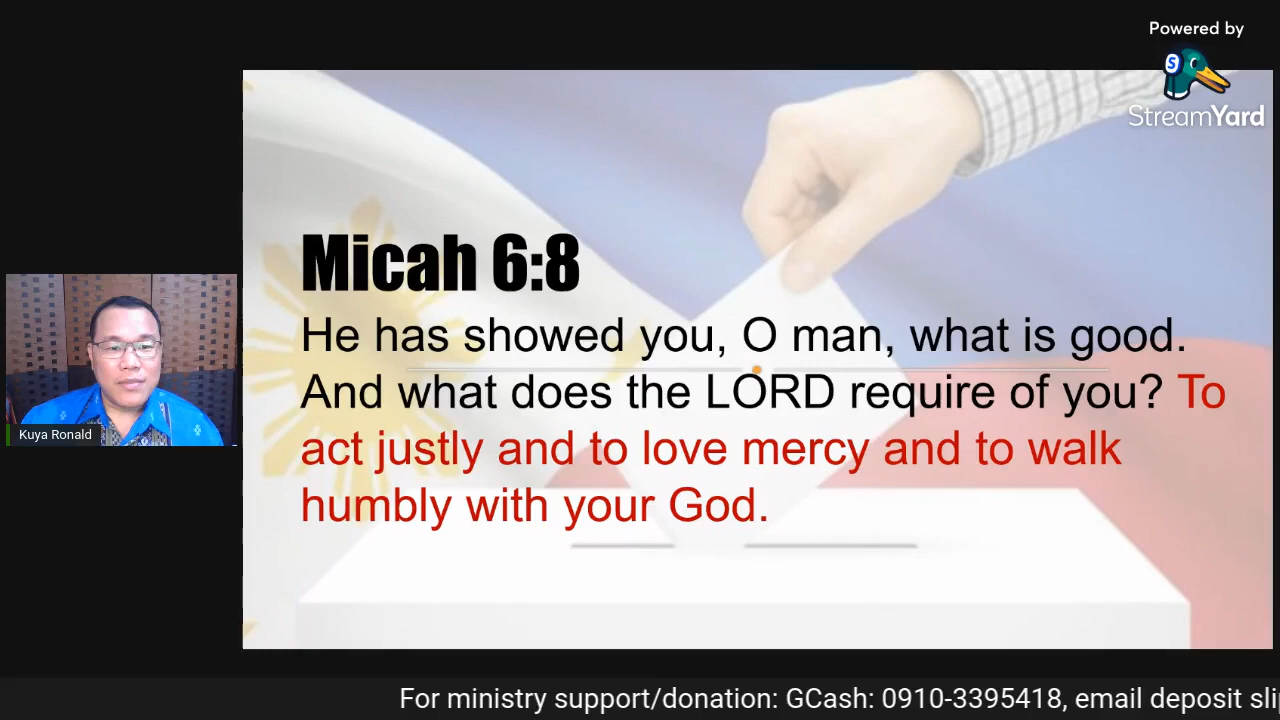 Powered by
StreamYard
Micah 6:8
He has showed you, O man, what is good.
And what does the LORD require of you? To
act justly and to love mercy and to walk
humbly with your God.
Kuya Ronald
For ministry support/donation: GCash: 0910-3395418, email deposit slip